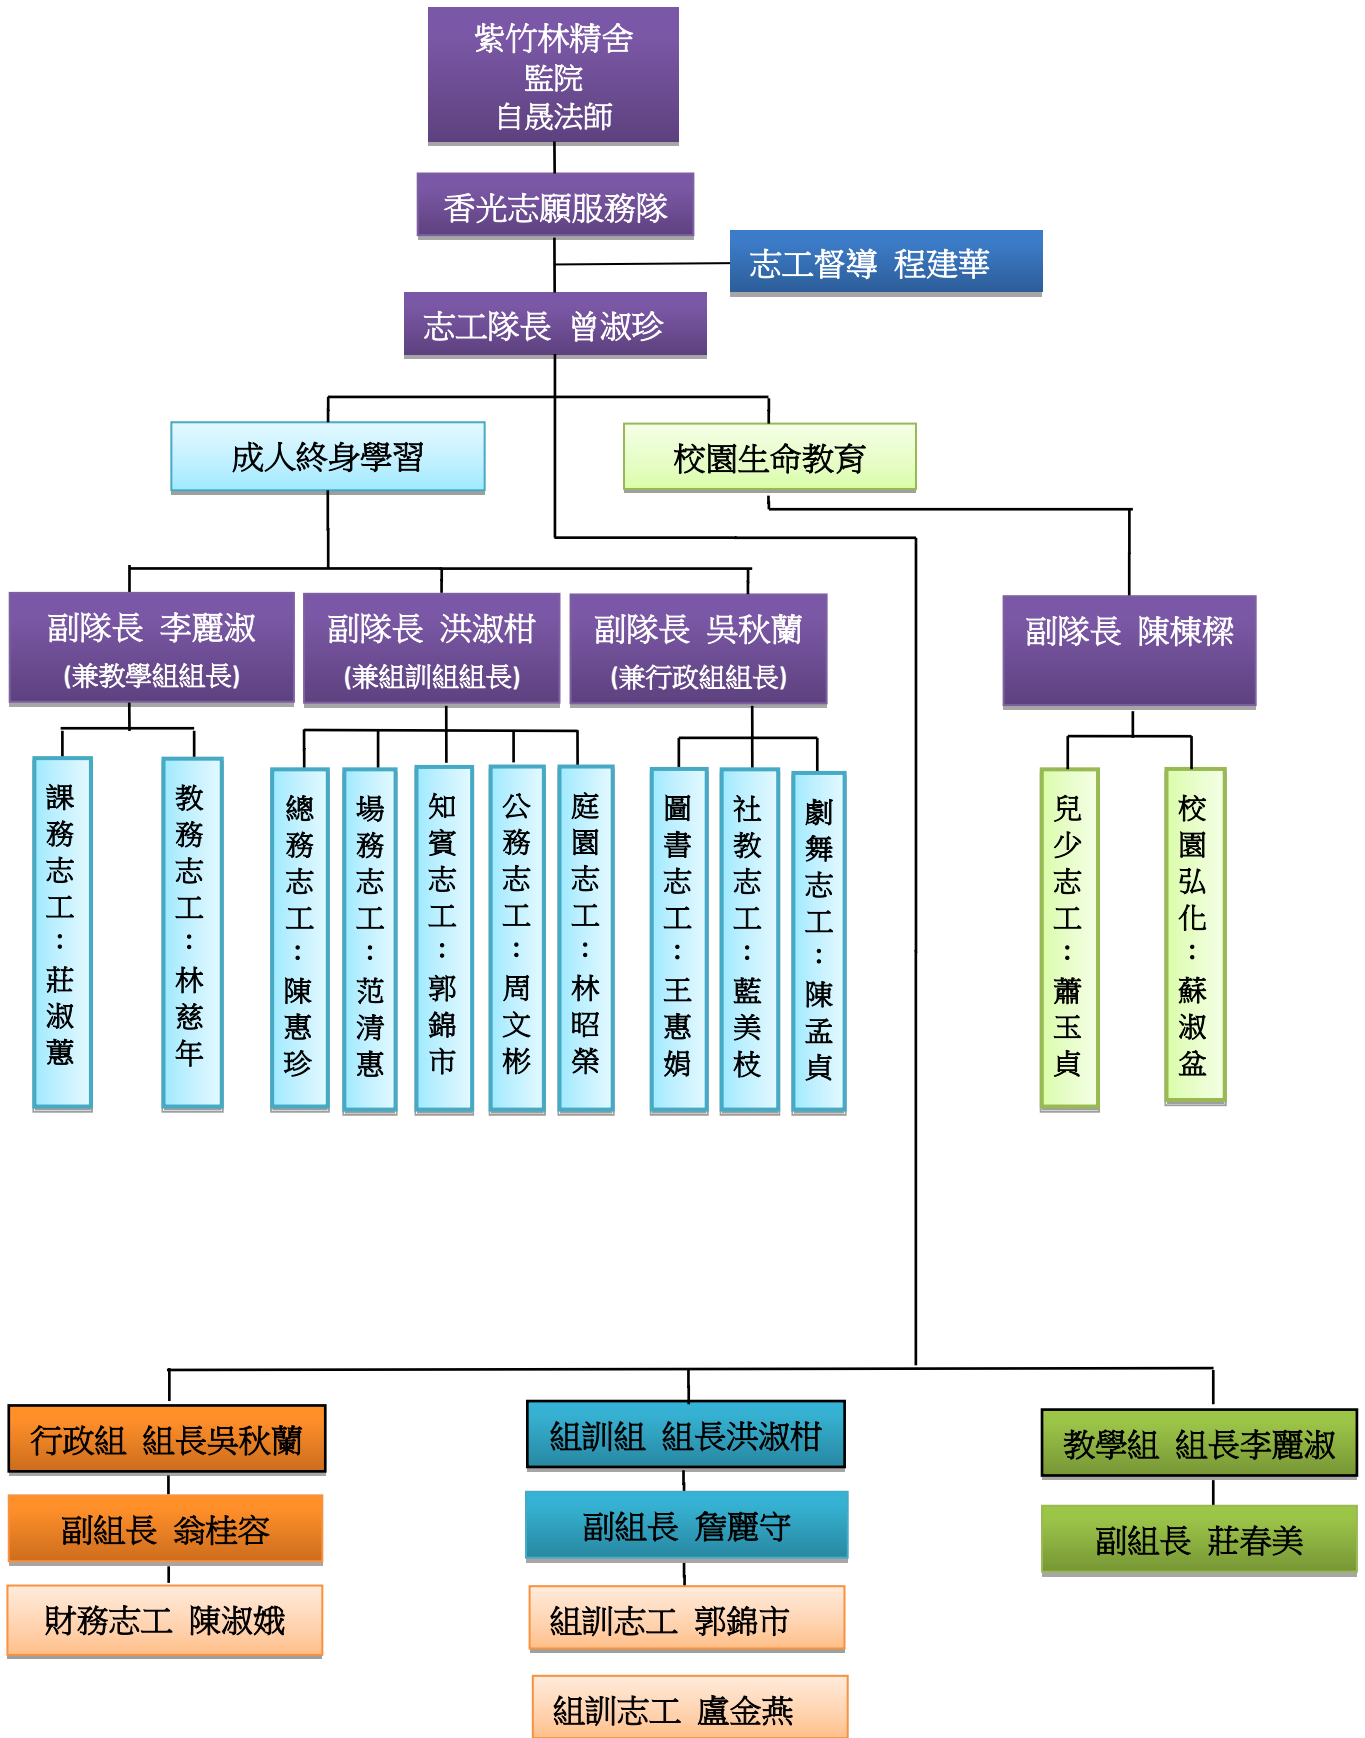 紫竹林精舍
監院
自晟法師
香光志願服務隊
志工督導 程建華
志工隊長 曾淑珍
成人終身學習
校園生命教育
副隊長 李麗淑
(兼教學組組長)
副隊長 洪淑柑
(兼組訓組組長)
副隊長 吳秋蘭
(兼行政組組長)
副隊長 陳棟樑
課務志工：莊淑蕙
教務志工：林慈年
總務志工：陳惠珍
場務志工：范清惠
知賓志工：郭錦市
公務志工：周文彬
庭園志工：林昭榮
圖書志工：王惠娟
社教志工：藍美枝
劇舞志工：陳孟貞
兒少志工：蕭玉貞
校園弘化：蘇淑盆
行政組 組長吳秋蘭
副組長 翁桂容
財務志工 陳淑娥
組訓組 組長洪淑柑
副組長 詹麗守
組訓志工 郭錦市
組訓志工 盧金燕
教學組 組長李麗淑
副組長 莊春美